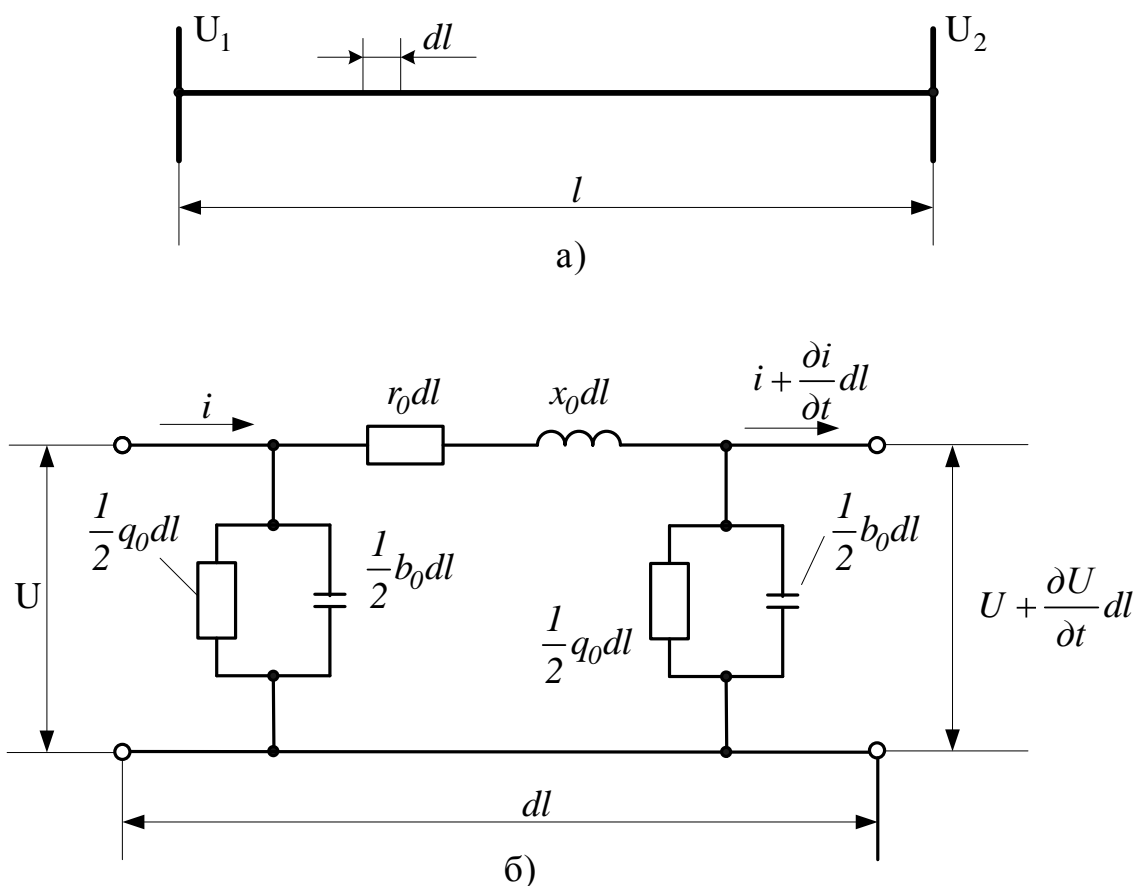 U₁
dl
U₂
l
а)
i
r₀dl
x₀dl
i + ∂i/∂t dl
1/2 q₀dl
1/2 b₀dl
1/2 q₀dl
1/2 b₀dl
U
U + ∂U/∂t dl
dl
б)